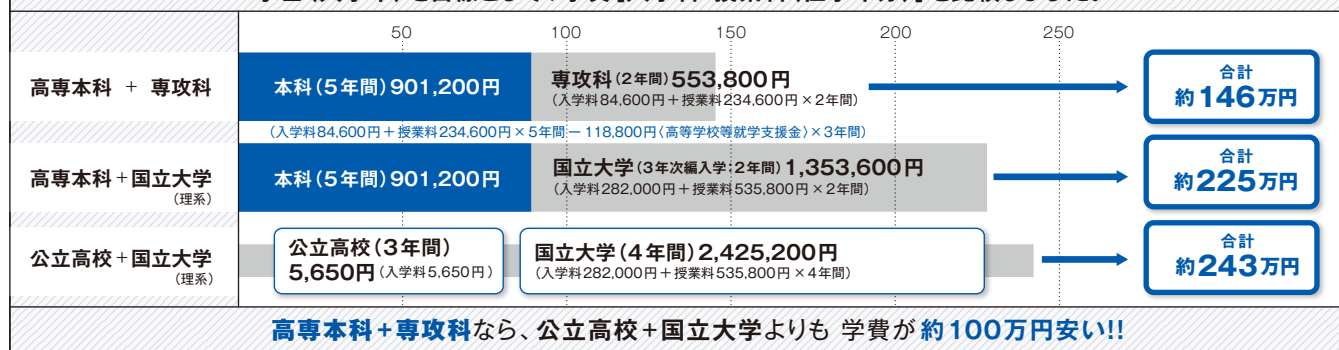 50 100 150 200 250
高専本科 + 専攻科
本科(5年間)901,200円
専攻科(2年間)553,800円
(入学料84,600円+授業料234,600円×2年間)
合計
約146万円
(入学料84,600円+授業料234,600円×5年間－118,800円〈高等学校等就学支援金〉×3年間)
高専本科+国立大学
(理系)
本科(5年間)901,200円
国立大学(3年次編入学:2年間)1,353,600円
(入学料282,000円+授業料535,800円×2年間)
合計
約225万円
公立高校+国立大学
(理系)
公立高校(3年間)
5,650円(入学料5,650円)
国立大学(4年間)2,425,200円
(入学料282,000円+授業料535,800円×4年間)
合計
約243万円
高専本科+専攻科なら、公立高校+国立大学よりも 学費が約100万円安い!!